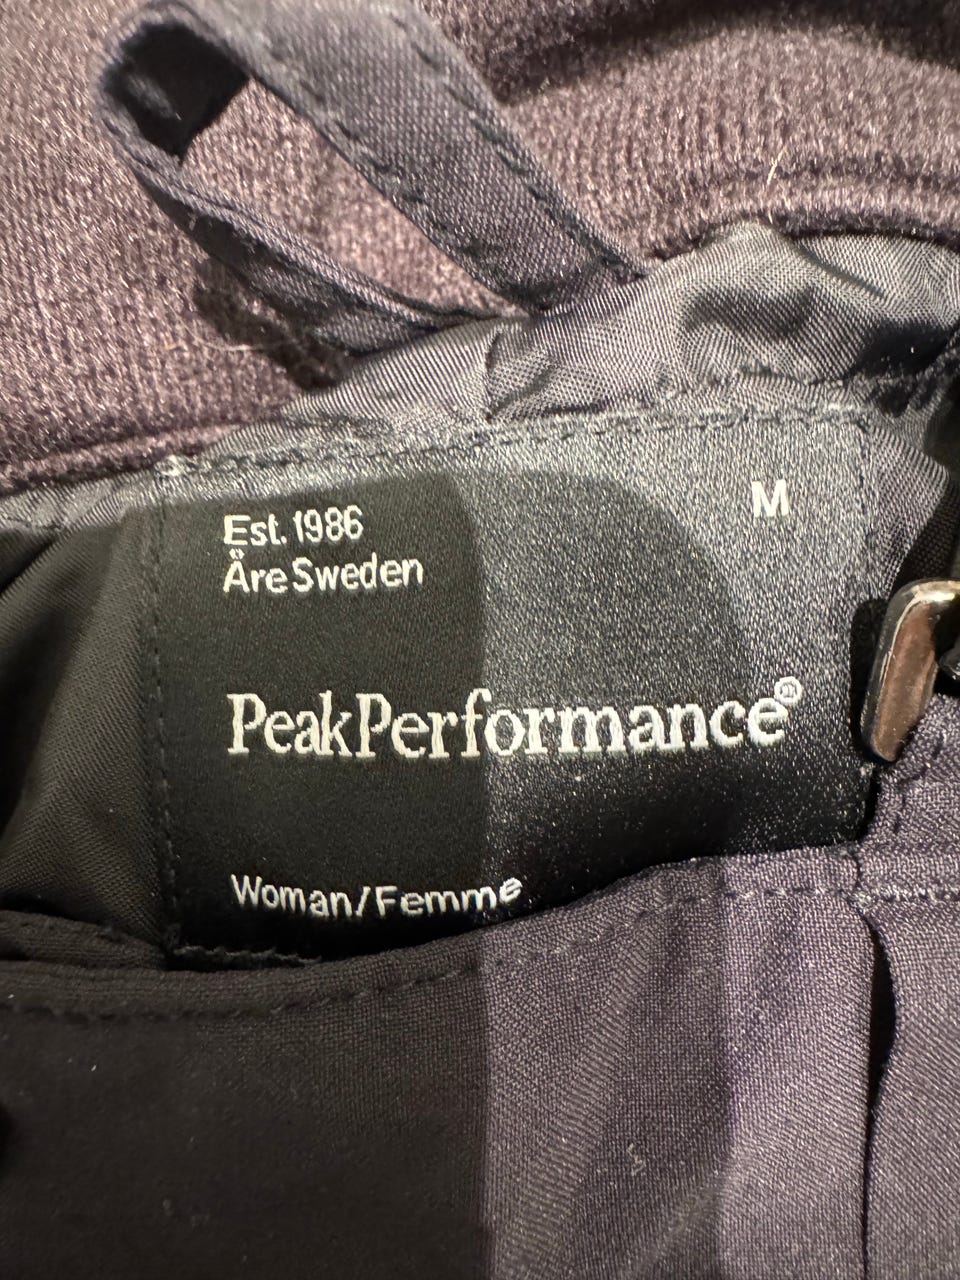 Est. 1986
Åre Sweden
M
PeakPerformance®
Woman/Femme